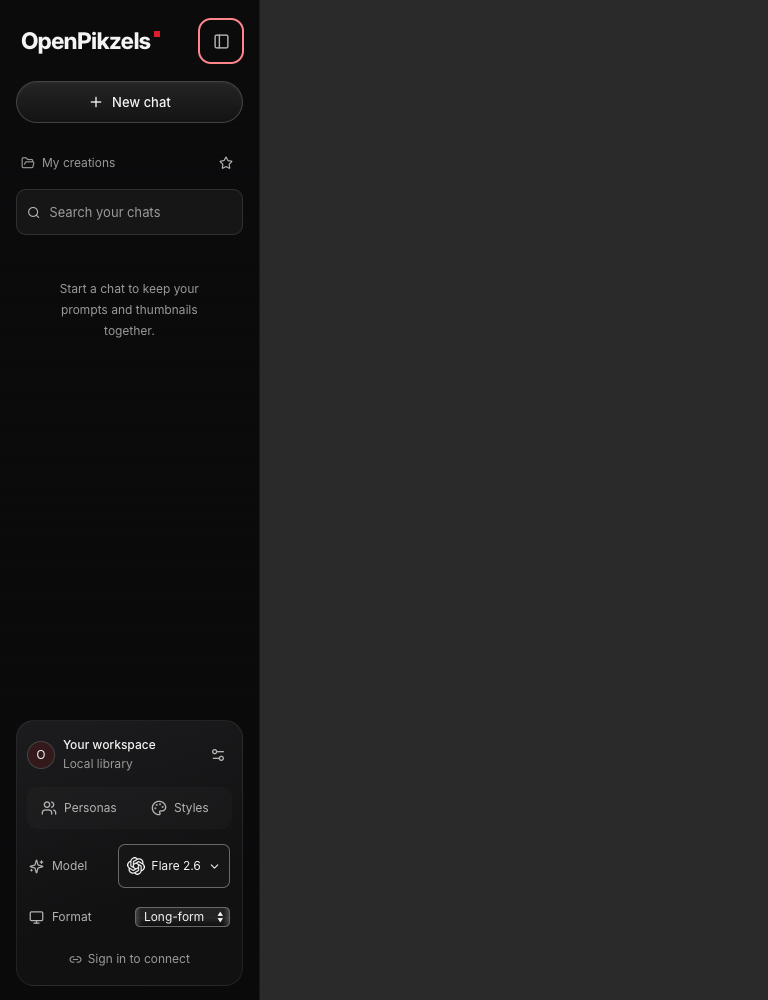 OpenPikzels
New chat
My creations
Search your chats
Start a chat to keep your
prompts and thumbnails
together.
O
Your workspace
Local library
Personas
Styles
Model
Flare 2.6
Format
Long-form
Sign in to connect